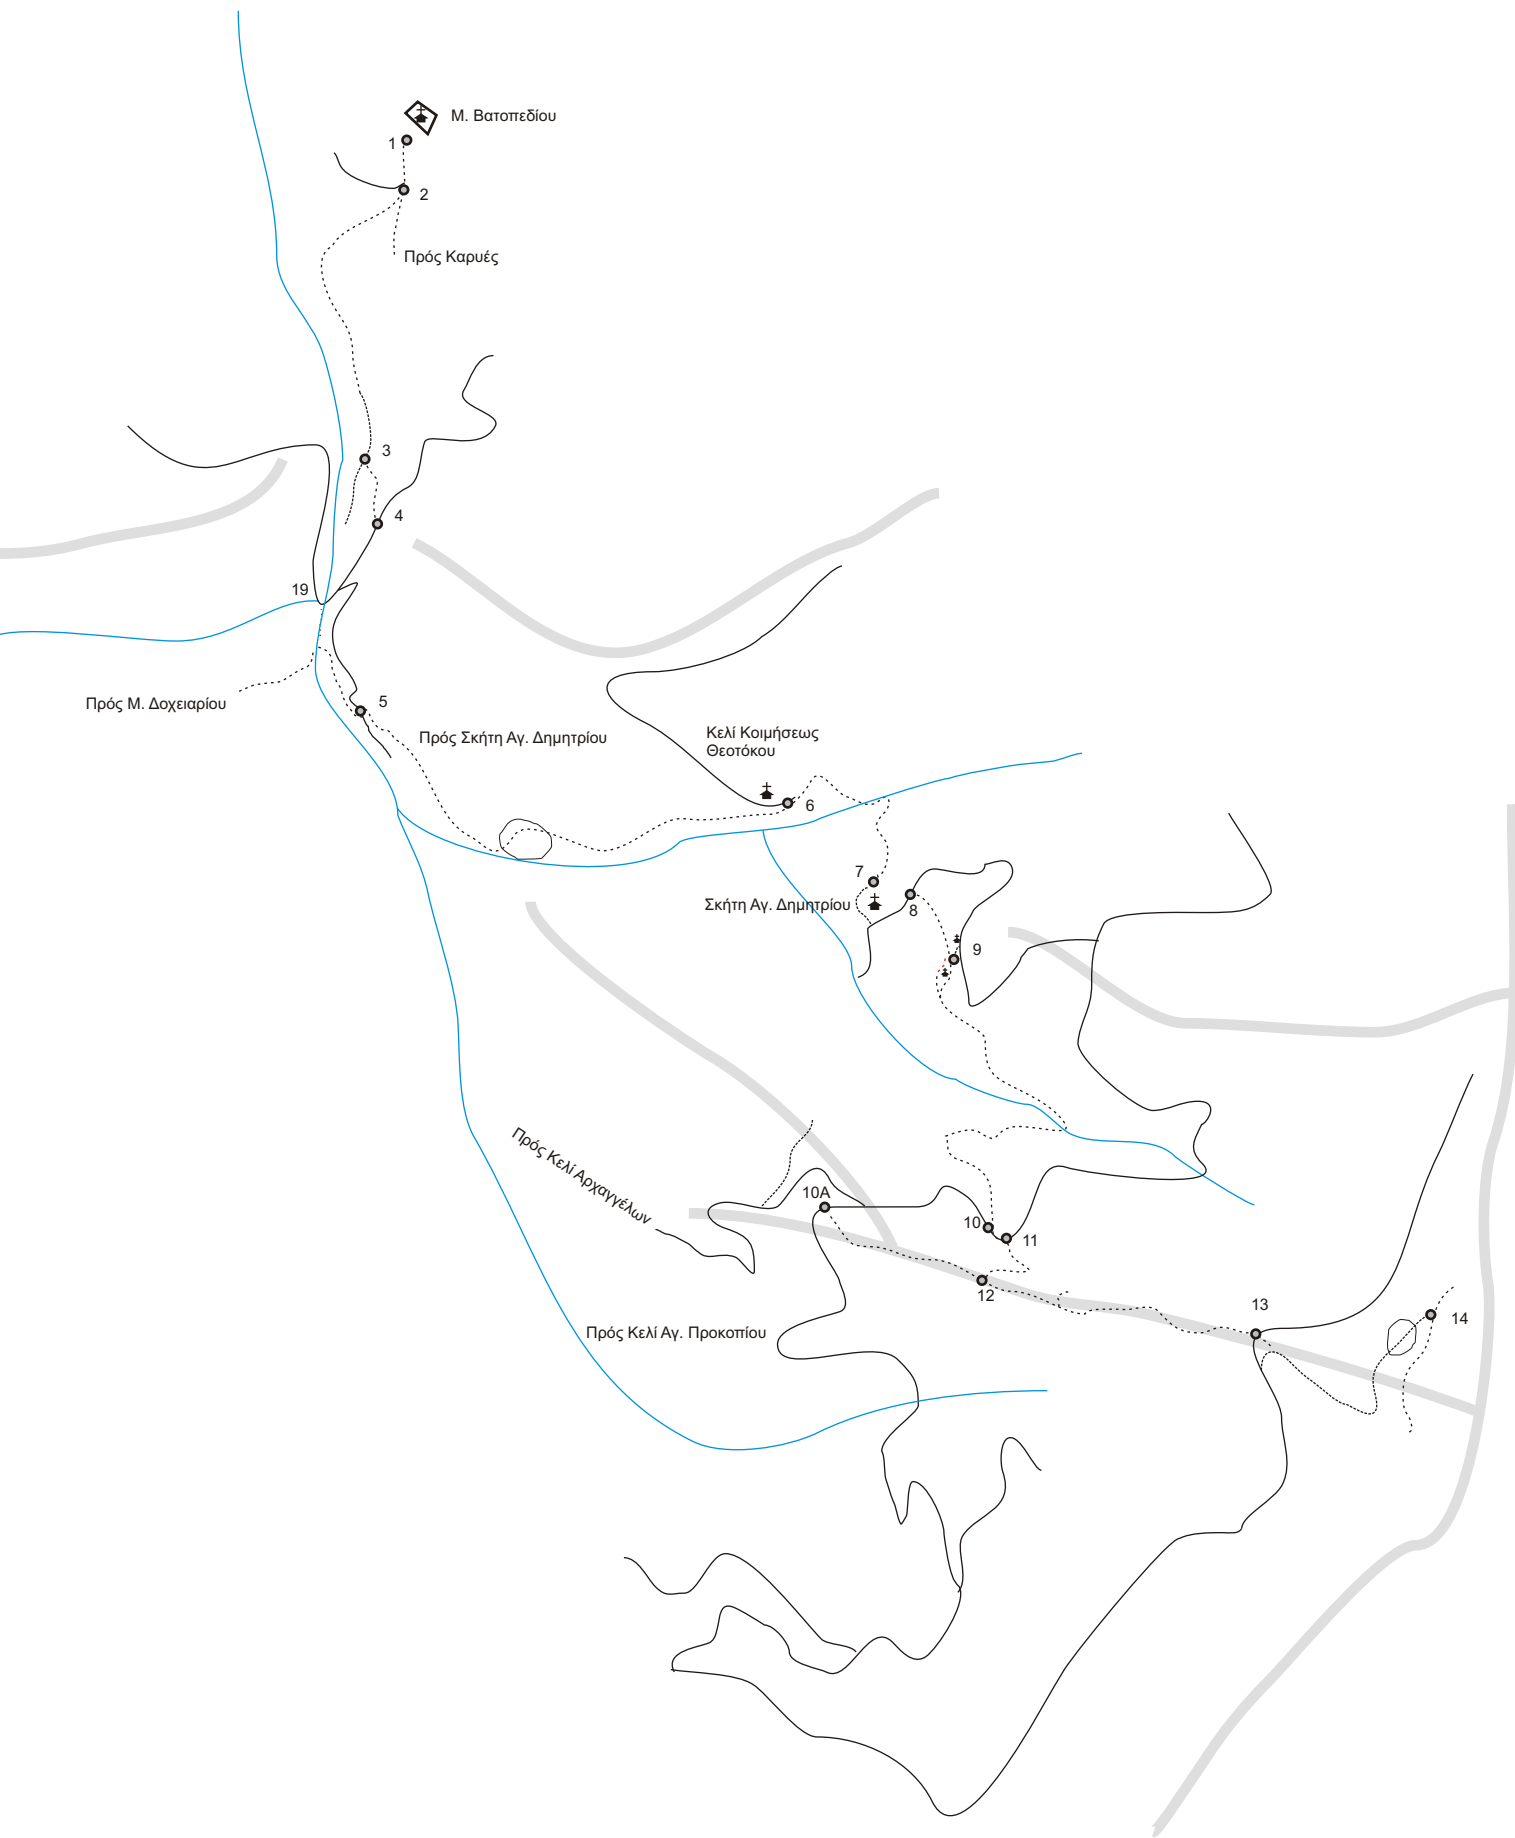 Μ. Βατοπεδίου
1
2
Πρός Καρυές
3
4
19
Πρός Μ. Δοχειαρίου
5
Πρός Σκήτη Αγ. Δημητρίου
Κελί Κοιμήσεως
Θεοτόκου
6
7
Σκήτη Αγ. Δημητρίου
8
9
Πρός Κελί Αρχαγγέλων
10Α
10
11
12
13
14
Πρός Κελί Αγ. Προκοπίου